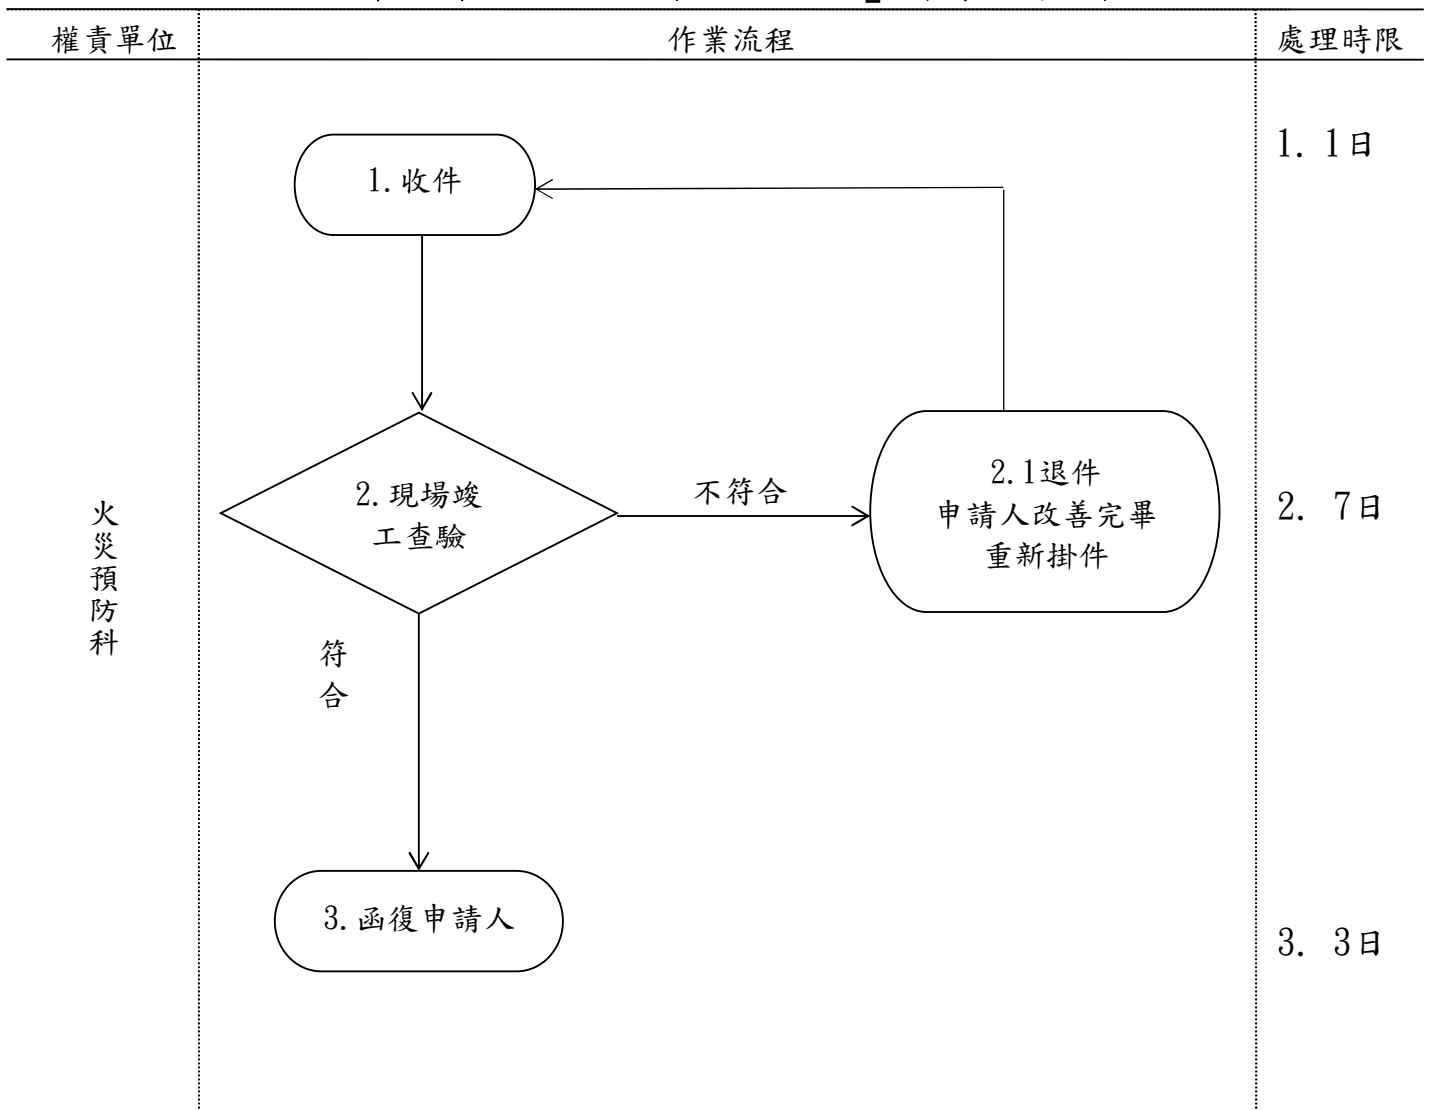 權責單位
作業流程
處理時限
1. 1日
1.收件
2.現場竣
工查驗
不符合
2.1退件
申請人改善完畢
重新掛件
2. 7日
火災預防科
符合
3.函復申請人
3. 3日